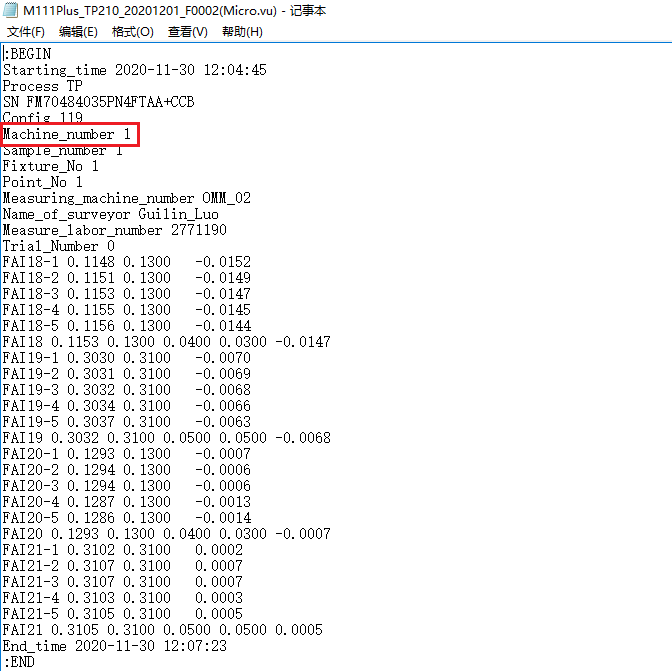 M111Plus_TP210_20201201_F0002(Micro.vu) - 记事本
文件(F) 编辑(E) 格式(O) 查看(V) 帮助(H)
:BEGIN
Starting_time 2020-11-30 12:04:45
Process TP
SN FM70484035PN4FTAA+CCB
Config 119
Machine_number 1
Sample_number 1
Fixture_No 1
Point_No 1
Measuring_machine_number OMM_02
Name_of_surveyor Guilin_Luo
Measure_labor_number 2771190
Trial_Number 0
FAI18-1 0.1148 0.1300   -0.0152
FAI18-2 0.1151 0.1300   -0.0149
FAI18-3 0.1153 0.1300   -0.0147
FAI18-4 0.1155 0.1300   -0.0145
FAI18-5 0.1156 0.1300   -0.0144
FAI18 0.1153 0.1300 0.0400 0.0300 -0.0147
FAI19-1 0.3030 0.3100   -0.0070
FAI19-2 0.3031 0.3100   -0.0069
FAI19-3 0.3032 0.3100   -0.0068
FAI19-4 0.3034 0.3100   -0.0066
FAI19-5 0.3037 0.3100   -0.0063
FAI19 0.3032 0.3100 0.0500 0.0500 -0.0068
FAI20-1 0.1293 0.1300   -0.0007
FAI20-2 0.1294 0.1300   -0.0006
FAI20-3 0.1294 0.1300   -0.0006
FAI20-4 0.1287 0.1300   -0.0013
FAI20-5 0.1286 0.1300   -0.0014
FAI20 0.1293 0.1300 0.0400 0.0300 -0.0007
FAI21-1 0.3102 0.3100   0.0002
FAI21-2 0.3107 0.3100   0.0007
FAI21-3 0.3107 0.3100   0.0007
FAI21-4 0.3103 0.3100   0.0003
FAI21-5 0.3105 0.3100   0.0005
FAI21 0.3105 0.3100 0.0500 0.0500 0.0005
End_time 2020-11-30 12:07:23
:END